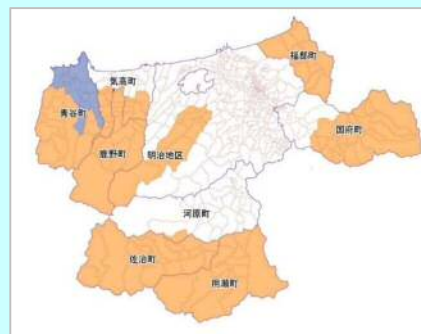 福部町
気高町
青谷町
国府町
鹿野町
明治地区
河原町
佐治町
用瀬町